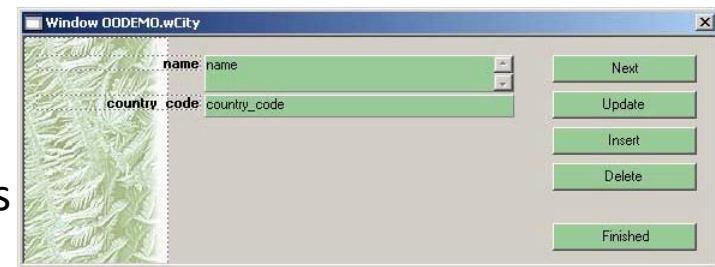 Window OODEMO.wCity
name name
country_code country_code
Next
Update
Insert
Delete
Finished
s